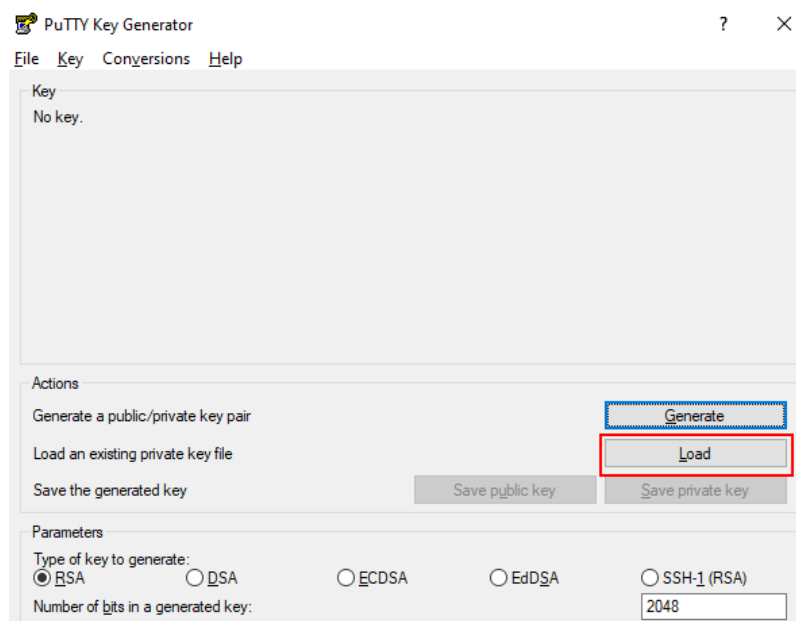 PuTTY Key Generator ?
File Key Conversions Help
Key
No key.
Actions
Generate a public/private key pair Generate
Load an existing private key file Load
Save the generated key Save public key Save private key
Parameters
Type of key to generate:
RSA DSA ECDSA EdDSA SSH-1 (RSA)
Number of bits in a generated key: 2048